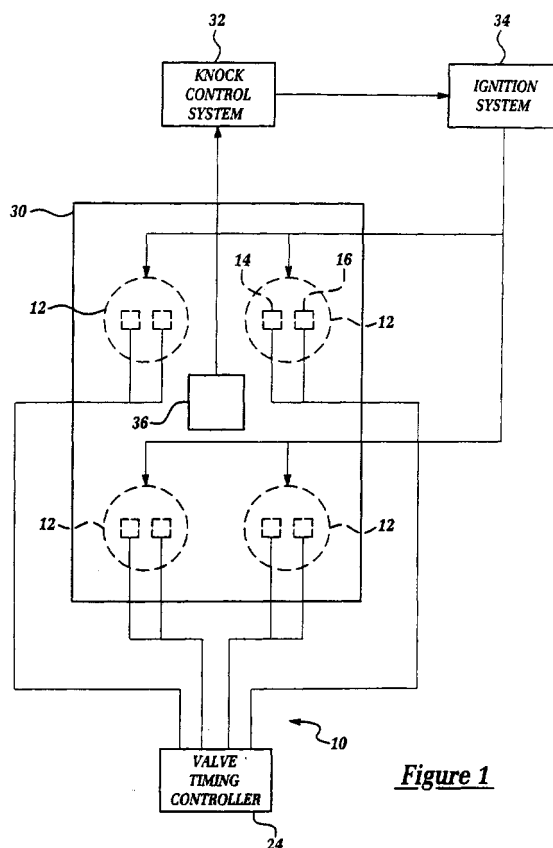 32
34
KNOCK
CONTROL
SYSTEM
IGNITION
SYSTEM
30
14
16
12
12
36
12
12
10
VALVE
TIMING
CONTROLLER
Figure 1
24